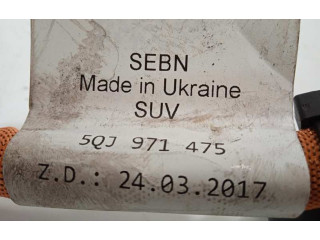 SEBN
Made in Ukraine
SUV
5QJ 971 475
Z.D.: 24.03.2017